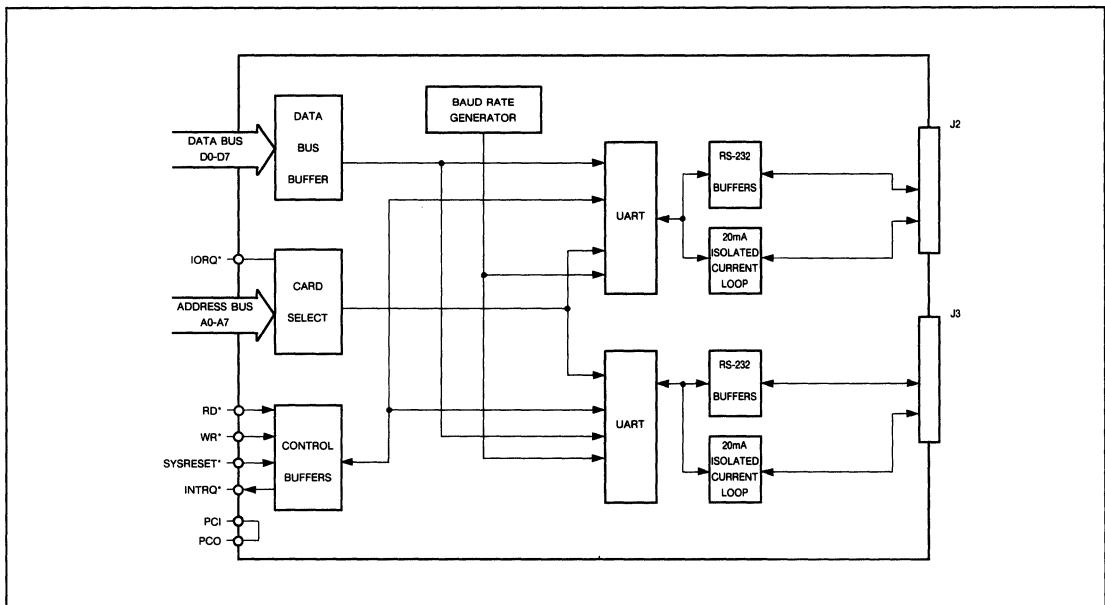 DATA BUS
D0-D7
DATA
BUS
BUFFER
BAUD RATE
GENERATOR
IORQ*
ADDRESS BUS
A0-A7
CARD
SELECT
RD*
WR*
SYSRESET*
INTRQ*
PCI
PCO
CONTROL
BUFFERS
UART
RS-232
BUFFERS
20mA
ISOLATED
CURRENT
LOOP
J2
UART
RS-232
BUFFERS
20mA
ISOLATED
CURRENT
LOOP
J3